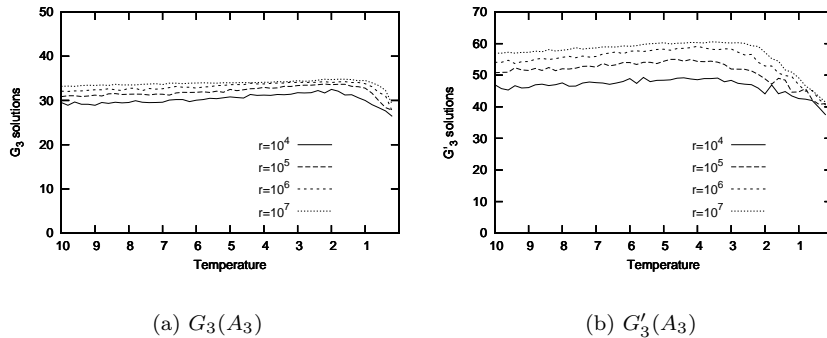 50
40
30
20
10
0
G3 solutions
r=10^4
r=10^5
r=10^6
r=10^7
10 9 8 7 6 5 4 3 2 1
Temperature
(a) G3(A3)
70
60
50
40
30
20
10
0
G'3 solutions
r=10^4
r=10^5
r=10^6
r=10^7
10 9 8 7 6 5 4 3 2 1
Temperature
(b) G′3(A3)